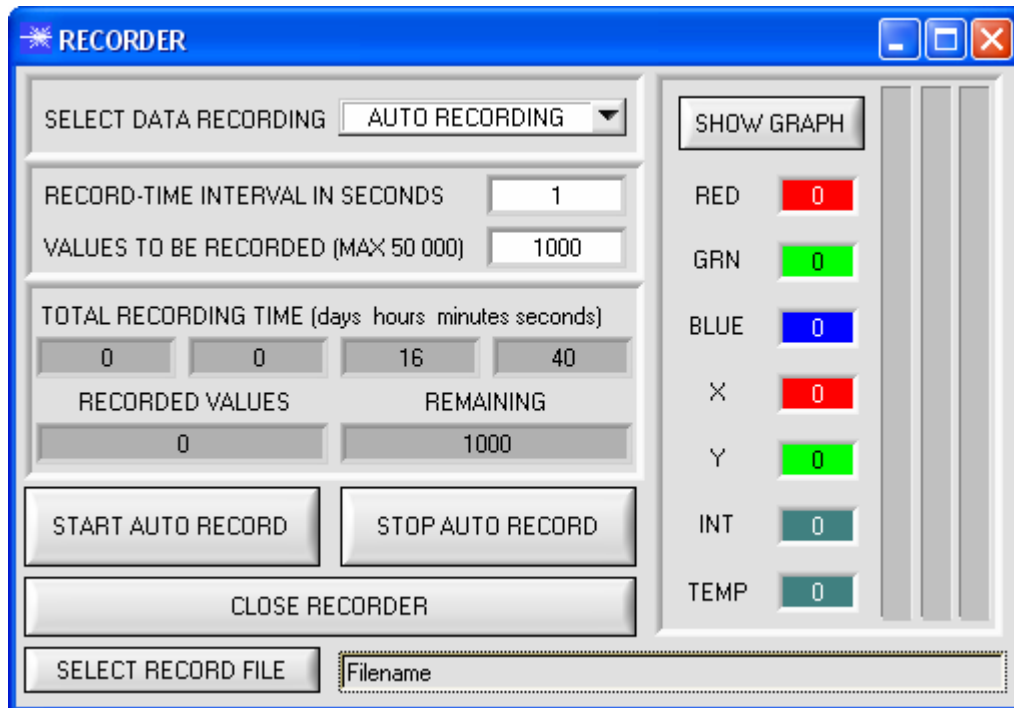 RECORDER
SELECT DATA RECORDING AUTO RECORDING
RECORD-TIME INTERVAL IN SECONDS 1
VALUES TO BE RECORDED (MAX 50 000) 1000
TOTAL RECORDING TIME (days hours minutes seconds)
0 0 16 40
RECORDED VALUES REMAINING
0 1000
START AUTO RECORD STOP AUTO RECORD
CLOSE RECORDER
SELECT RECORD FILE Filename
SHOW GRAPH
RED 0
GRN 0
BLUE 0
X 0
Y 0
INT 0
TEMP 0